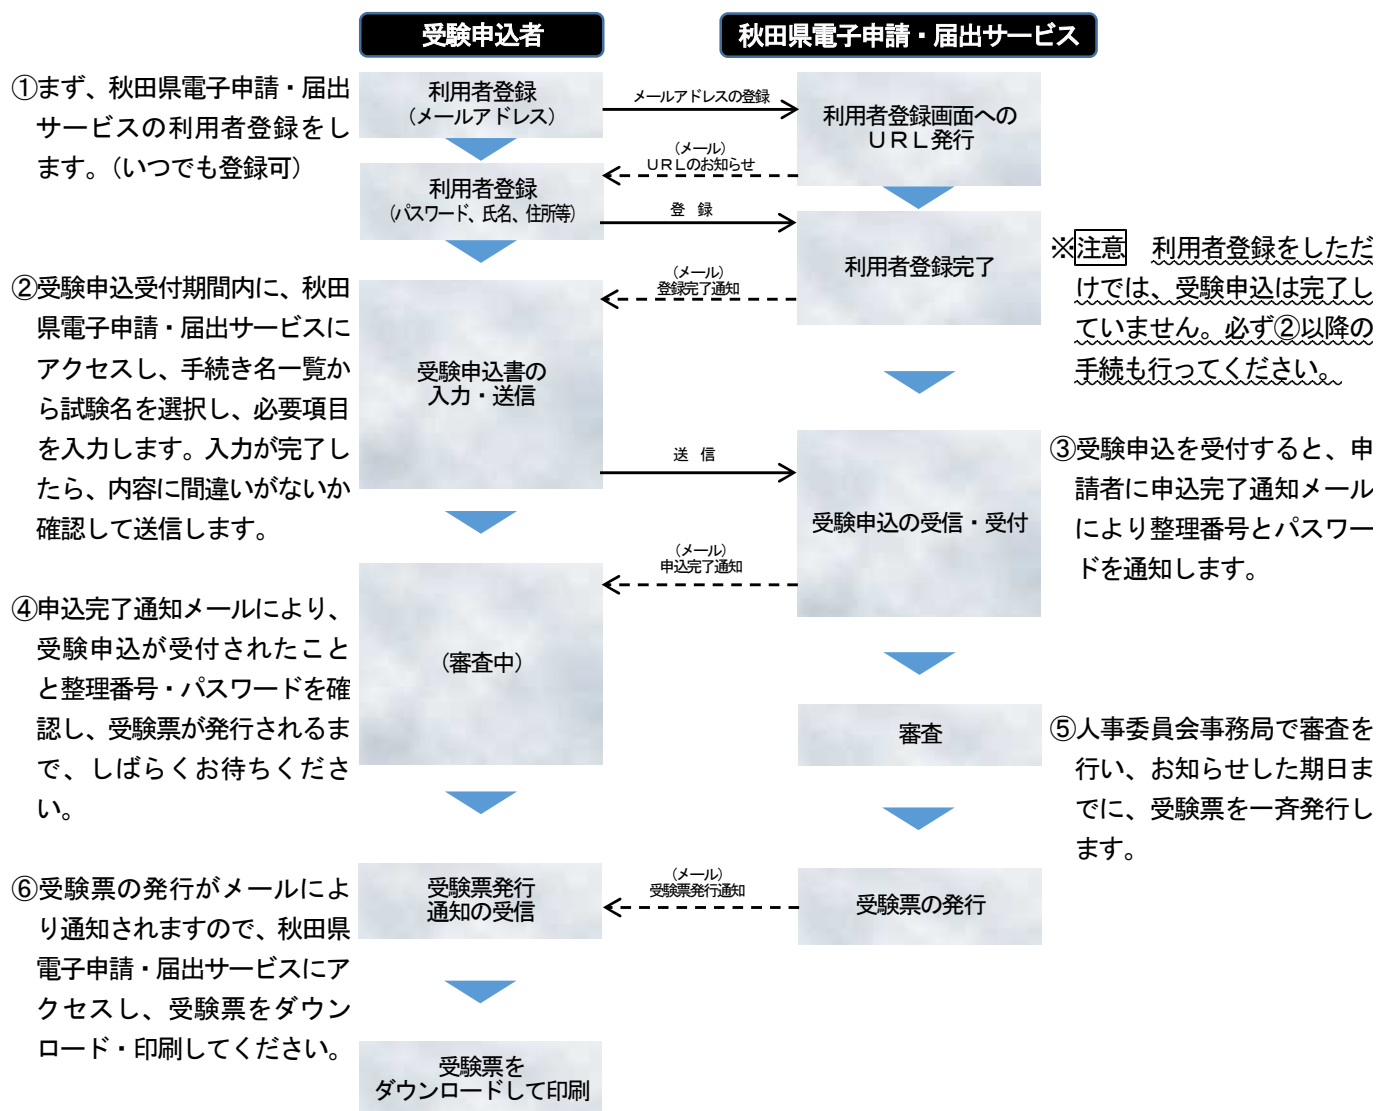 受験申込者
秋田県電子申請・届出サービス
①まず、秋田県電子申請・届出
サービスの利用者登録をし
ます。（いつでも登録可）
利用者登録
（メールアドレス）
メールアドレスの登録
利用者登録画面への
ＵＲＬ発行
（メール）
ＵＲＬのお知らせ
利用者登録
（パスワード、氏名、住所等）
登 録
利用者登録完了
（メール）
登録完了通知
※注意　利用者登録をしただ
けでは、受験申込は完了し
ていません。必ず②以降の
手続も行ってください。
②受験申込受付期間内に、秋田
県電子申請・届出サービスに
アクセスし、手続き名一覧か
ら試験名を選択し、必要項目
を入力します。入力が完了し
たら、内容に間違いがないか
確認して送信します。
受験申込書の
入力・送信
送 信
受験申込の受信・受付
（メール）
申込完了通知
③受験申込を受付すると、申
請者に申込完了通知メール
により整理番号とパスワー
ドを通知します。
④申込完了通知メールにより、
受験申込が受付されたこと
と整理番号・パスワードを確
認し、受験票が発行されるま
で、しばらくお待ちくださ
い。
（審査中）
審査
⑤人事委員会事務局で審査を
行い、お知らせした期日ま
でに、受験票を一斉発行し
ます。
⑥受験票の発行がメールによ
り通知されますので、秋田県
電子申請・届出サービスにア
クセスし、受験票をダウン
ロード・印刷してください。
受験票発行
通知の受信
（メール）
受験票発行通知
受験票の発行
受験票を
ダウンロードして印刷